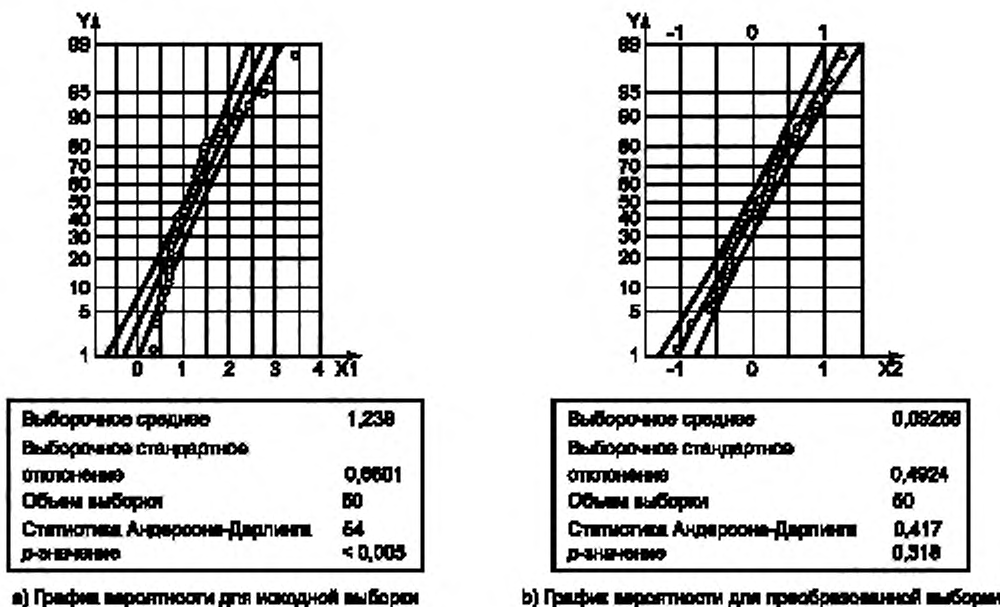 Y
99
95
90
80
70
60
50
40
30
20
10
5
1
0 1 2 3 4 X1
Y -1 0 1
99
95
90
80
70
60
50
40
30
20
10
5
1
-1 0 1 X2
Выборочное среднее 1,238
Выборочное стандартное
отклонение 0,6601
Объем выборки 50
Статистика Андерсона-Дарлинга 54
p-значение < 0,005
Выборочное среднее
Выборочное стандартное
отклонение 0,4924
Объем выборки 50
Статистика Андерсона-Дарлинга 0,417
p-значение 0,318
a) График вероятности для исходной выборки
b) График вероятности для преобразованной выборки